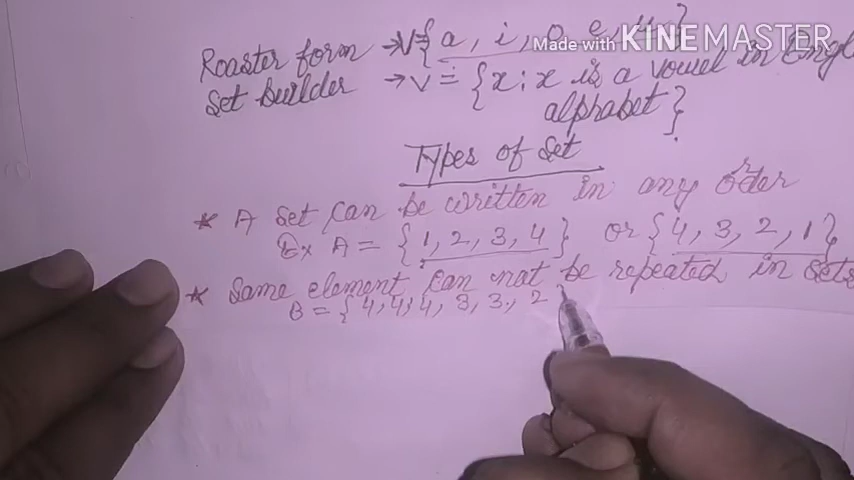 Roaster form → V = { a, i, o, e, u }
Made with KINEMASTER
Set builder → V = { x : x is a vowel in Engl
alphabet }.
Types of Set
* A set can be written in any order
Ex A = { 1, 2, 3, 4 } or { 4, 3, 2, 1 }
* Same element can not be repeated in sets
B = { 4, 4, 4, 3, 3, 2